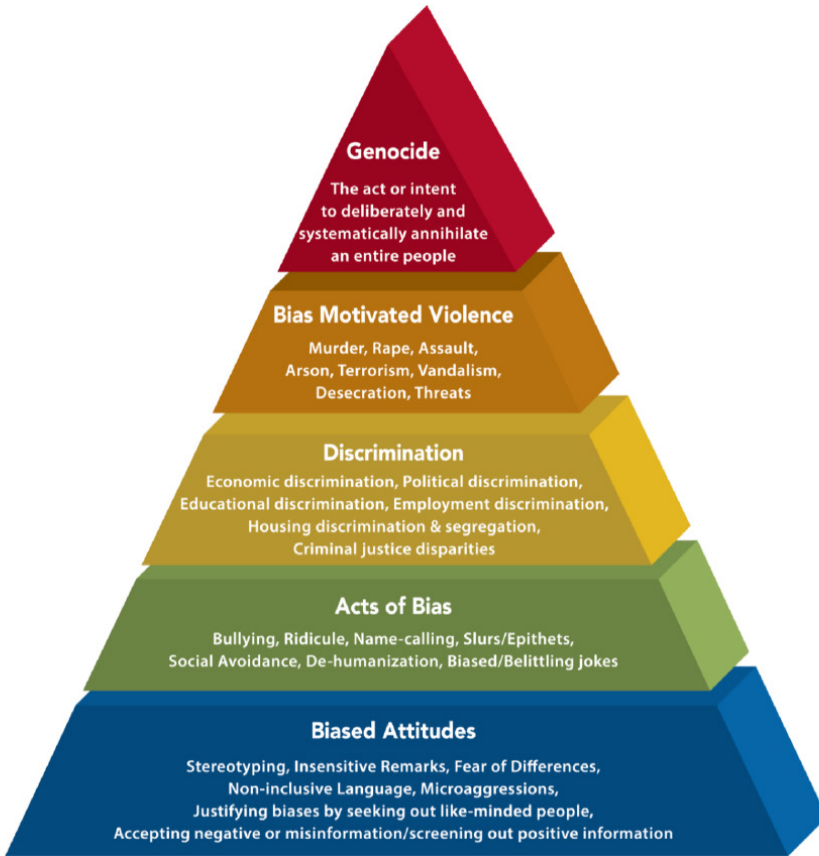 Genocide
The act or intent
to deliberately and
systematically annihilate
an entire people
Bias Motivated Violence
Murder, Rape, Assault,
Arson, Terrorism, Vandalism,
Desecration, Threats
Discrimination
Economic discrimination, Political discrimination,
Educational discrimination, Employment discrimination,
Housing discrimination & segregation,
Criminal justice disparities
Acts of Bias
Bullying, Ridicule, Name-calling, Slurs/Epithets,
Social Avoidance, De-humanization, Biased/Belittling jokes
Biased Attitudes
Stereotyping, Insensitive Remarks, Fear of Differences,
Non-inclusive Language, Microaggressions,
Justifying biases by seeking out like-minded people,
Accepting negative or misinformation/screening out positive information